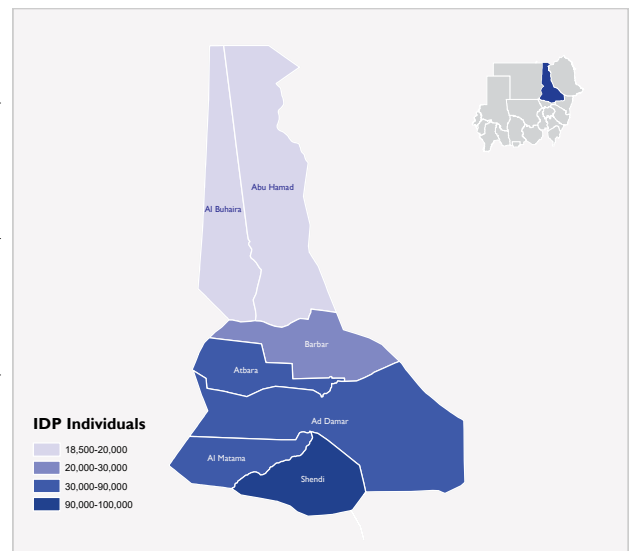 Abu Hamad
Al Buhaira
Barbar
Atbara
Ad Damar
Al Matama
Shendi
IDP Individuals
18,500-20,000
20,000-30,000
30,000-90,000
90,000-100,000